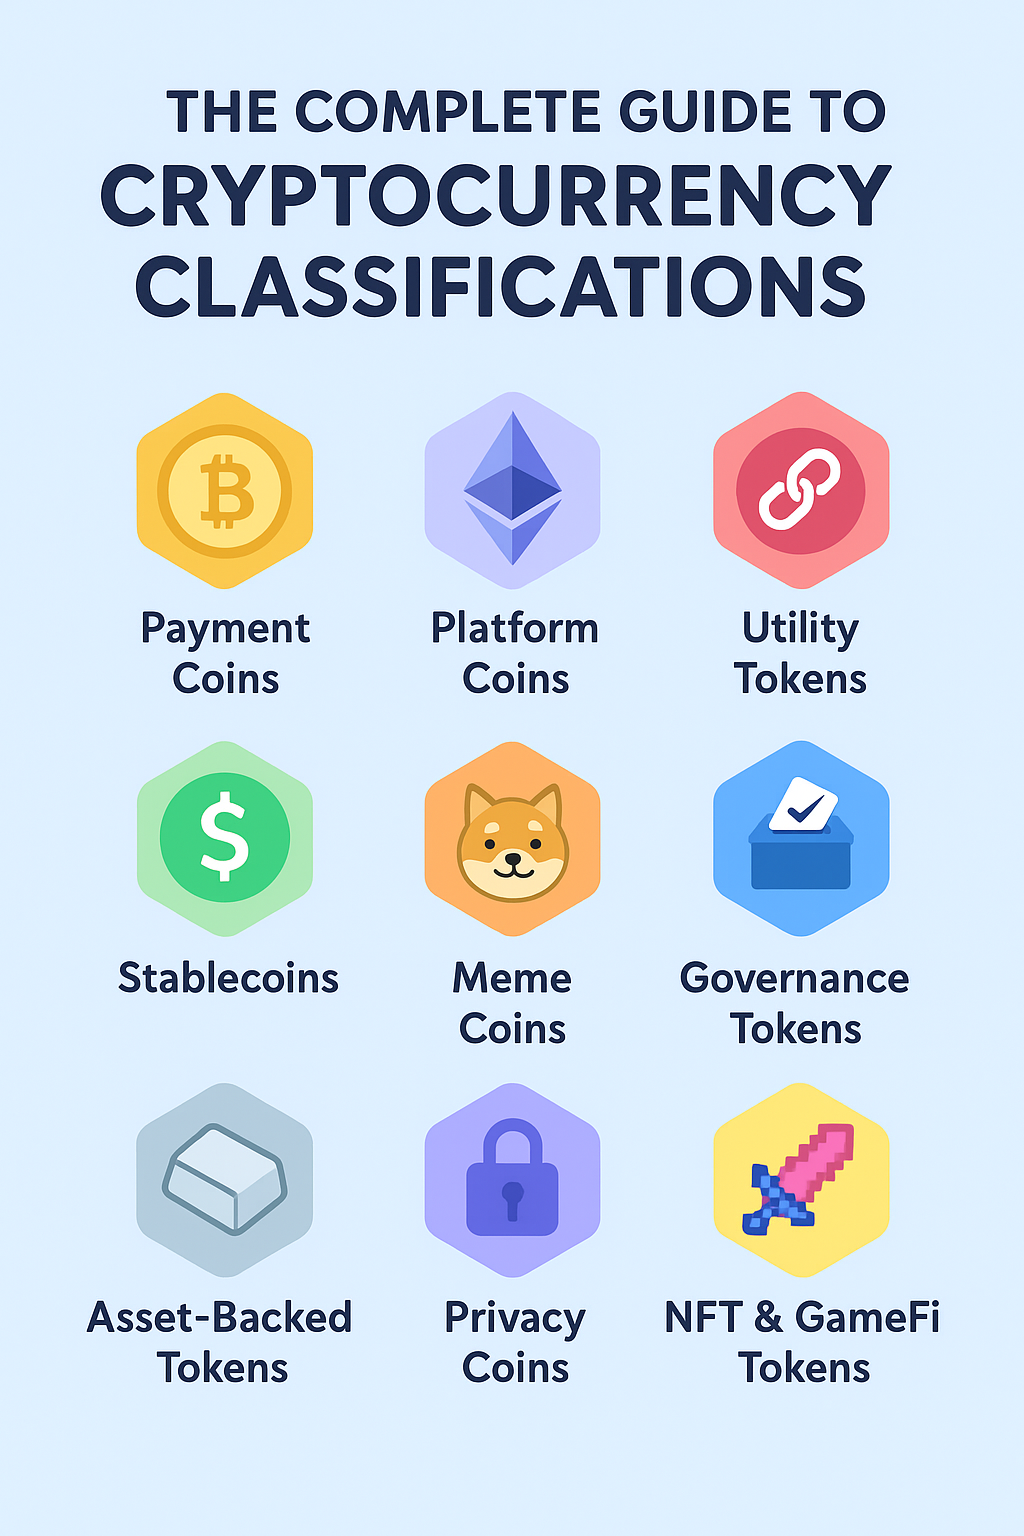 THE COMPLETE GUIDE TO
CRYPTOCURRENCY
CLASSIFICATIONS
Payment
Coins
Platform
Coins
Utility
Tokens
$
Stablecoins
Meme
Coins
Governance
Tokens
Asset-Backed
Tokens
Privacy
Coins
NFT & GameFi
Tokens